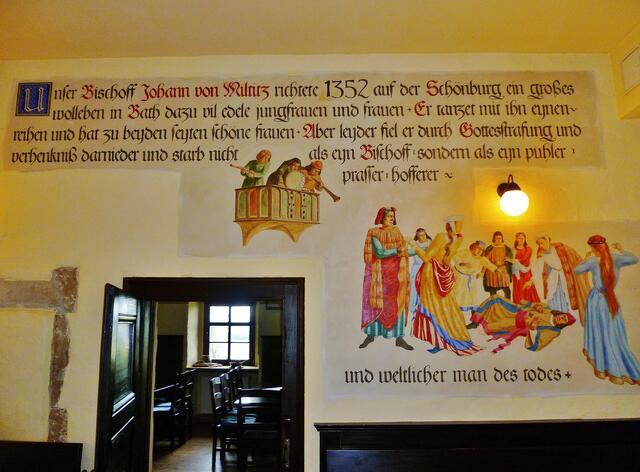 Unser Bischoff Johann von Miltitz richtete 1352 auf der Schönburg ein großes
wolleben in Bath dazu vil edele jungfrauen und frauen · Er tanzet mit ihn eynen-
reihen und hat zu beyden seyten schone frauen · Aber leyder fiel er durch Gottesstrafung und
verhenkniß darnieder und starb nicht als eyn Bischoff · sondern als eyn puhler ·
prasser · hofferer ~
und weltlicher man des todes +